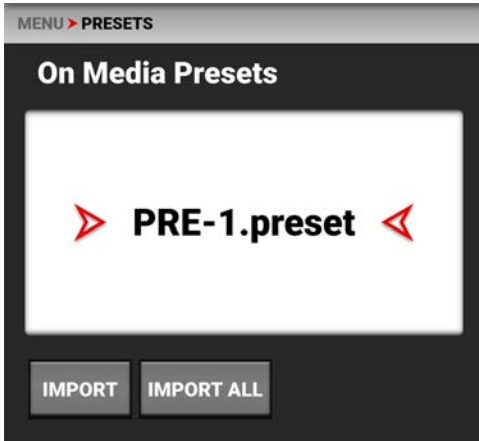 MENU > PRESETS
On Media Presets
PRE-1.preset
IMPORT IMPORT ALL